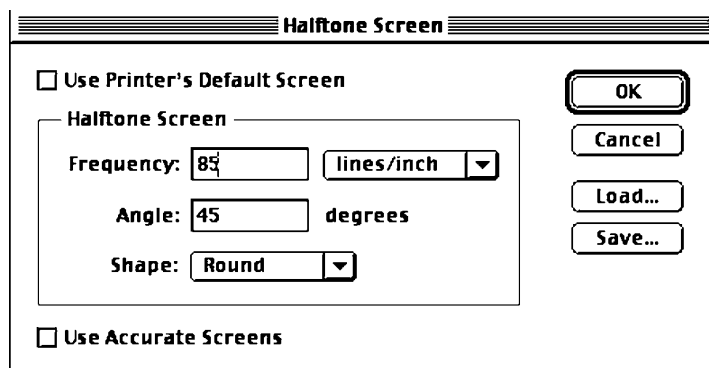 Halftone Screen
Use Printer's Default Screen
OK
Halftone Screen
Cancel
Frequency: 85 lines/inch
Load...
Angle: 45 degrees
Save...
Shape: Round
Use Accurate Screens